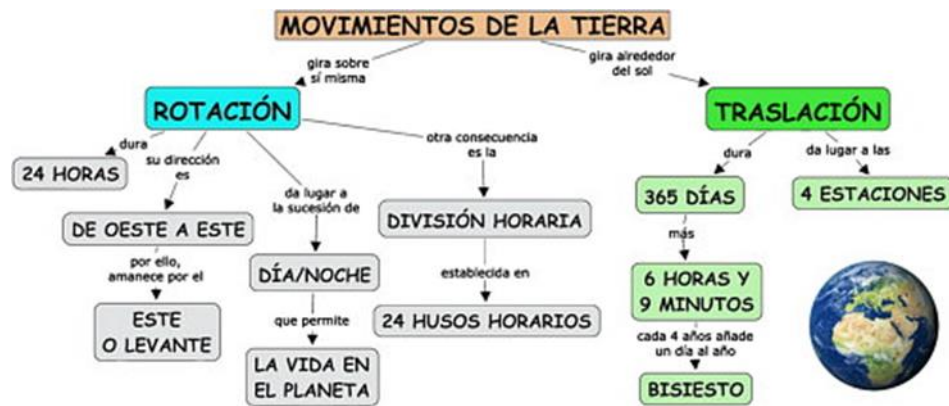 MOVIMIENTOS DE LA TIERRA
gira sobre
sí misma
gira alrededor
del sol
ROTACIÓN
TRASLACIÓN
dura
24 HORAS
su dirección
es
DE OESTE A ESTE
por ello,
amanece por el
ESTE
O LEVANTE
da lugar a
la sucesión de
DÍA/NOCHE
que permite
LA VIDA EN
EL PLANETA
otra consecuencia
es la
DIVISIÓN HORARIA
establecida en
24 HUSOS HORARIOS
dura
365 DÍAS
más
6 HORAS Y
9 MINUTOS
cada 4 años añade
un día al año
BISIESTO
da lugar a las
4 ESTACIONES